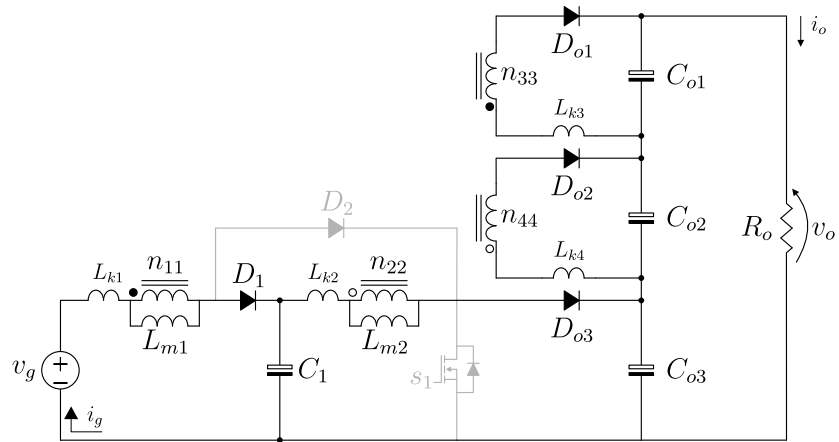 D_{o1}
i_o
n_{33}
C_{o1}
L_{k3}
D_{o2}
n_{44}
C_{o2}
R_o
v_o
D_2
L_{k4}
L_{k1}
n_{11}
D_1
L_{k2}
n_{22}
D_{o3}
L_{m1}
L_{m2}
v_g
C_1
s_1
C_{o3}
i_g